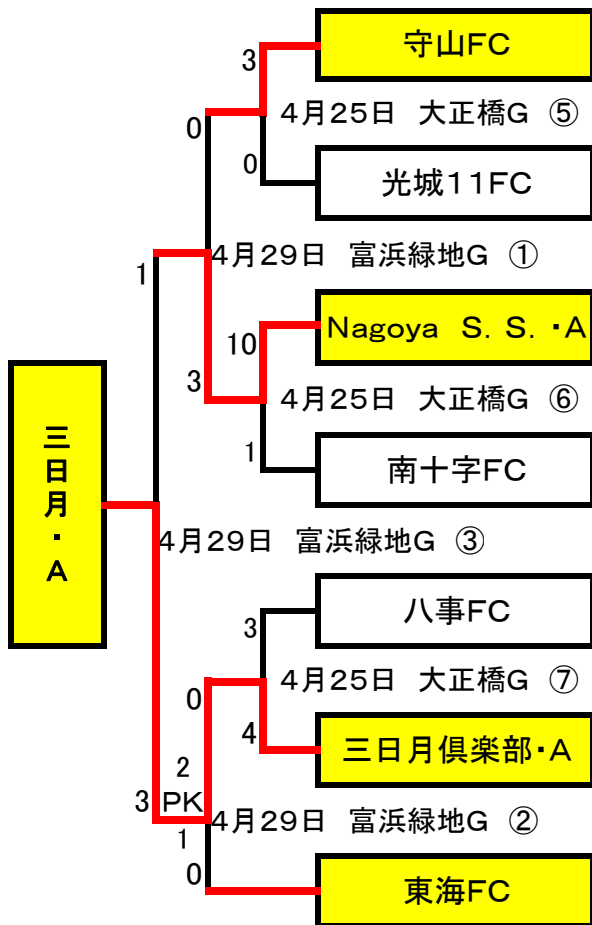 守山FC
3
0
4月25日 大正橋G ⑤
0
光城11FC
4月29日 富浜緑地G ①
1
Nagoya S. S. ・A
10
3
4月25日 大正橋G ⑥
1
南十字FC
三日月・A
4月29日 富浜緑地G ③
八事FC
3
4月25日 大正橋G ⑦
0
4
三日月倶楽部・A
2
3
PK
4月29日 富浜緑地G ②
1
0
東海FC